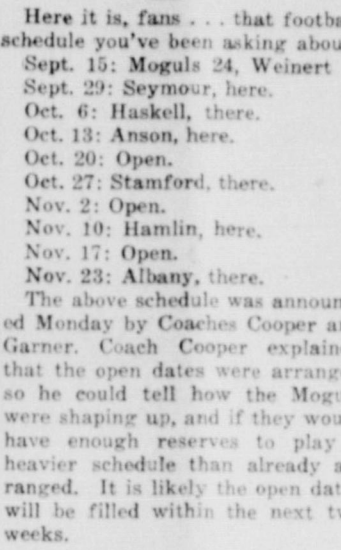 Here it is, fans . . . that footba
schedule you've been asking abou
Sept. 15: Moguls 24, Weinert
Sept. 29: Seymour, here.
Oct. 6: Haskell, there.
Oct. 13: Anson, here.
Oct. 20: Open.
Oct. 27: Stamford, there.
Nov. 2: Open.
Nov. 10: Hamlin, here.
Nov. 17: Open.
Nov. 23: Albany, there.
The above schedule was announ
ed Monday by Coaches Cooper a
Garner. Coach Cooper explain
that the open dates were arrang
so he could tell how the Mogu
were shaping up, and if they wou
have enough reserves to play
heavier schedule than already a
ranged. It is likely the open dat
will be filled within the next t
weeks.